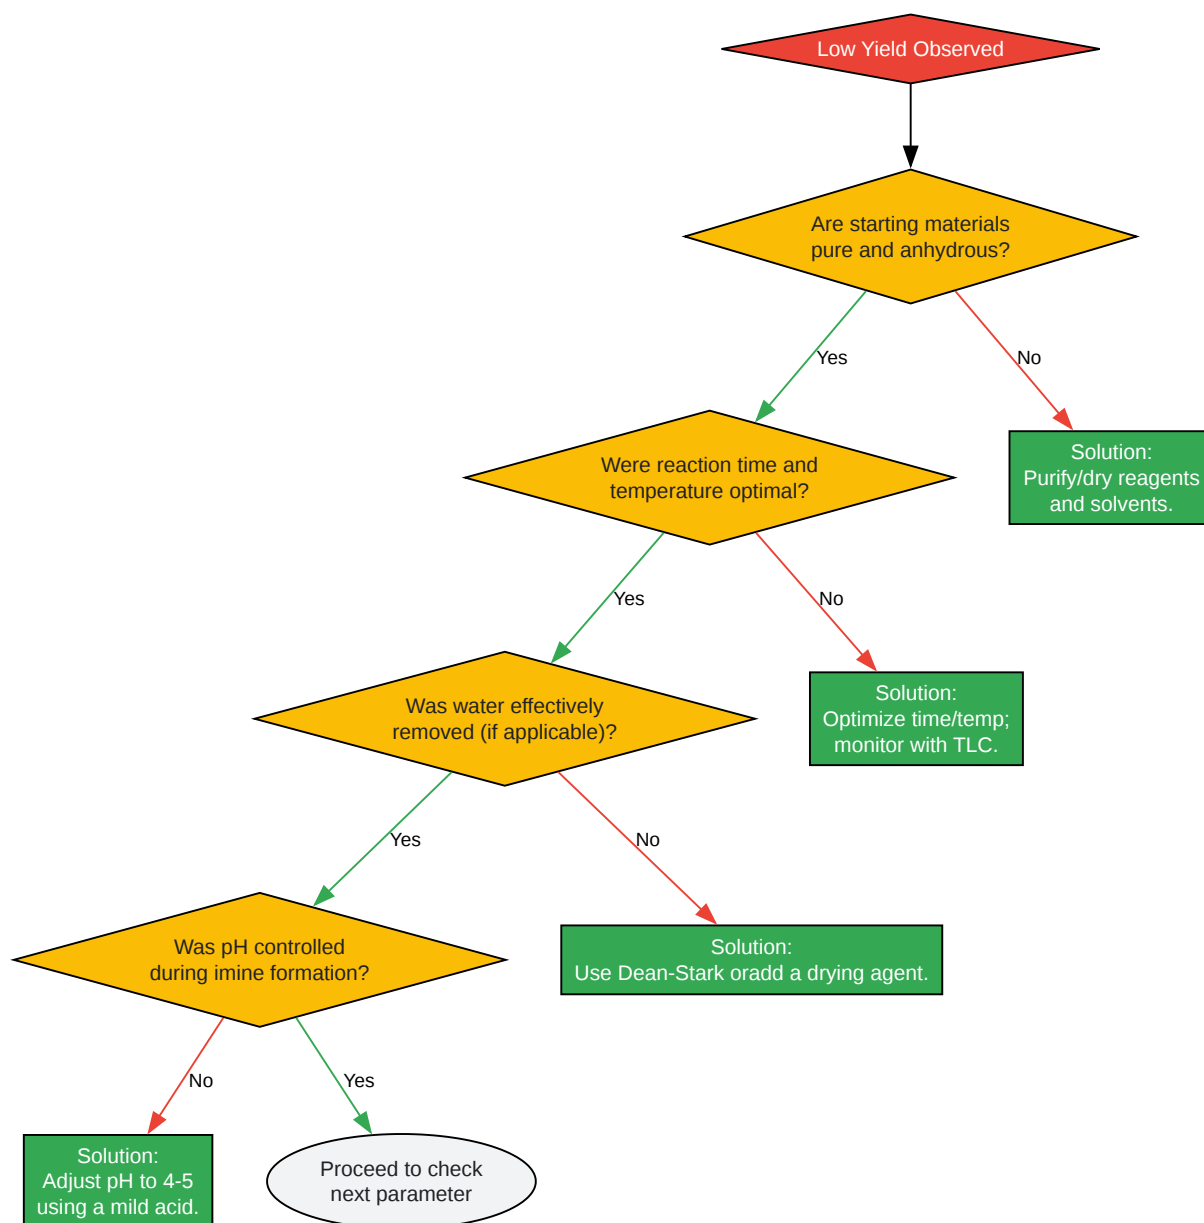 Low Yield Observed
Are starting materials
pure and anhydrous?
Yes
No
Were reaction time and
temperature optimal?
Solution:
Purify/dry reagents
and solvents.
Yes
No
Was water effectively
removed (if applicable)?
Solution:
Optimize time/temp;
monitor with TLC.
Yes
No
Was pH controlled
during imine formation?
Solution:
Use Dean-Stark oradd a drying agent.
No
Yes
Solution:
Adjust pH to 4-5
using a mild acid.
Proceed to check
next parameter